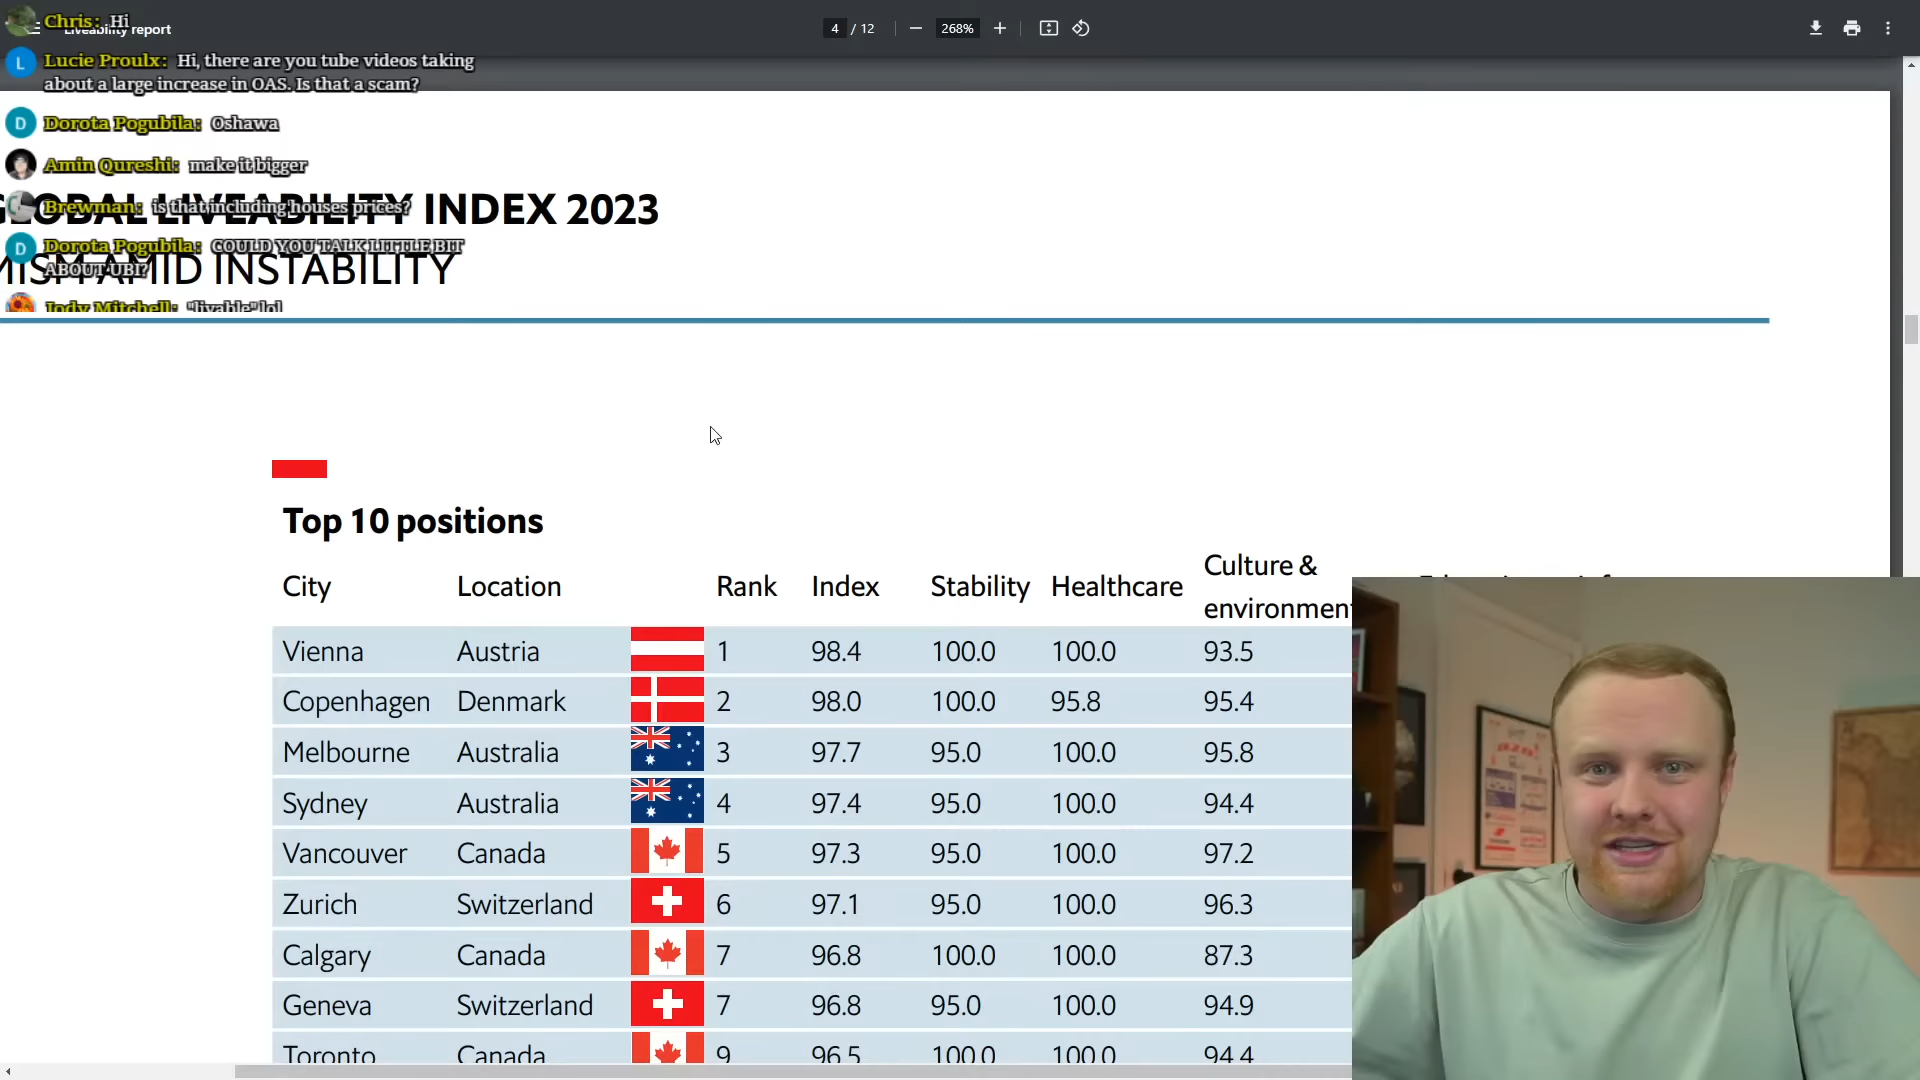 Liveability report
4 / 12
268%
Chris: Hi
Lucie Proulx: Hi, there are you tube videos taking
about a large increase in OAS. Is that a scam?
Dorota Pogubila: Oshawa
Amin Qureshi: make it bigger
Brewman: is that including houses prices?
Dorota Pogubila: COULD YOU TALK LITTLE BIT
ABOUT UBI?
Jody Mitchell: "livable" lol
GLOBAL LIVEABILITY INDEX 2023
MISM AMID INSTABILITY
Top 10 positions
City Location Rank Index Stability Healthcare Culture &
environment
Vienna Austria 1 98.4 100.0 100.0 93.5
Copenhagen Denmark 2 98.0 100.0 95.8 95.4
Melbourne Australia 3 97.7 95.0 100.0 95.8
Sydney Australia 4 97.4 95.0 100.0 94.4
Vancouver Canada 5 97.3 95.0 100.0 97.2
Zurich Switzerland 6 97.1 95.0 100.0 96.3
Calgary Canada 7 96.8 100.0 100.0 87.3
Geneva Switzerland 7 96.8 95.0 100.0 94.9
Toronto Canada 9 96.5 100.0 100.0 94.4